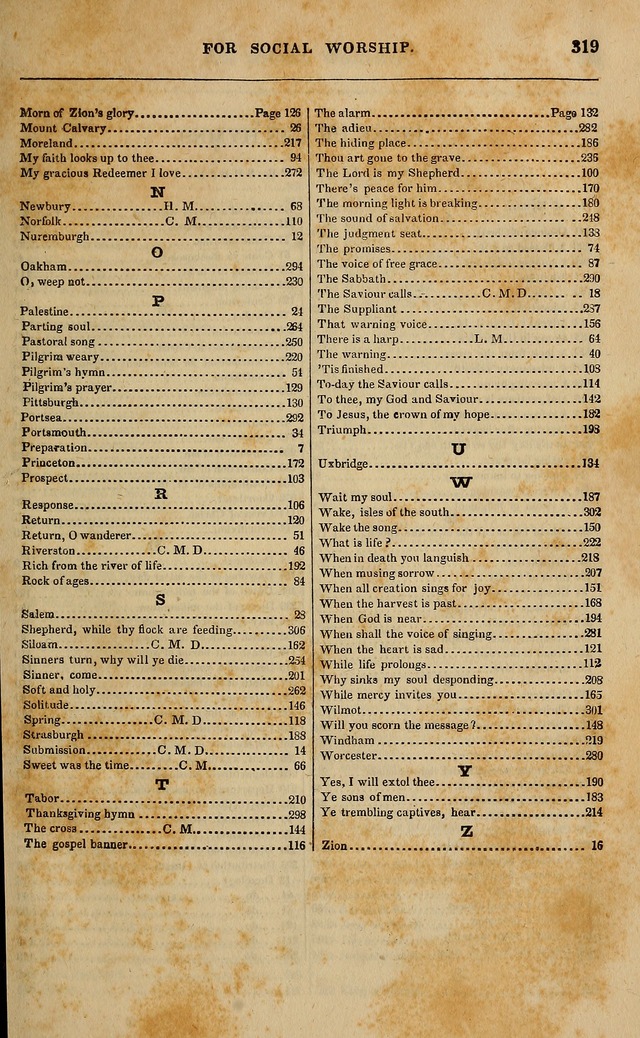 FOR SOCIAL WORSHIP. 319
Morn of Zion's glory....................Page 126
Mount Calvary.............................. 26
Moreland...................................217
My faith looks up to thee...................... 94
My gracious Redeemer I love..................272
N
Newbury...............H. M............... 68
Norfolk.................C. M...............110
Nuremburgh................................. 12
O
Oakham.....................................294
O, weep not..................................230
P
Palestine..................................... 24
Parting soul..................................264
Pastoral song.................................250
Pilgrim weary................................220
Pilgrim's hymn............................... 54
Pilgrim's prayer...............................129
Pittsburgh....................................130
Portsea.......................................292
Portsmouth................................... 34
Preparation................................... 7
Princeton.....................................172
Prospect......................................103
R
Response.....................................106
Return.......................................120
Return, O wanderer........................... 51
Riverston..............C. M. D.............. 46
Rich from the river of life.....................192
Rock of ages................................. 84
S
Salem........................................ 28
Shepherd, while thy flock are feeding.........306
Siloam................C. M. D..............162
Sinners turn, why will ye die.................254
Sinner, come.................................201
Soft and holy.................................262
Solitude......................................146
Spring................C. M. D..............118
Strasburgh...................................188
Submission............C. M. D.............. 14
Sweet was the time........C. M............. 66
T
Tabor........................................210
Thanksgiving hymn..........................298
The cross..............C. M................144
The gospel banner............................116
The alarm.............................Page 132
The adieu....................................282
The hiding place.............................186
Thou art gone to the grave...................236
The Lord is my Shepherd....................100
There's peace for him........................170
The morning light is breaking.................180
The sound of salvation.......................248
The judgment seat...........................138
The promises................................. 74
The voice of free grace....................... 87
The Sabbath.................................290
The Saviour calls...........C. M. D......... 18
The Suppliant................................237
That warning voice...........................156
There is a harp............L. M............. 64
The warning.................................. 40
'Tis finished..................................108
To-day the Saviour calls......................114
To thee, my God and Saviour.................142
To Jesus, the crown of my hope...............182
Triumph.....................................198
U
Uxbridge.....................................134
W
Wait my soul.................................187
Wake, isles of the south......................302
Wake the song...............................150
What is life?.................................222
When in death you languish..................218
When musing sorrow.........................207
When all creation sings for joy................151
When the harvest is past.....................168
When God is near............................194
When shall the voice of singing...............281
When the heart is sad........................121
While life prolongs...........................112
Why sinks my soul desponding...............208
While mercy invites you......................165
Wilmot.......................................301
Will you scorn the message?..................148
Windham....................................219
Worcester....................................280
Y
Yes, I will extol thee.........................190
Ye sons of men...............................183
Ye trembling captives, hear...................214
Z
Zion......................................... 16